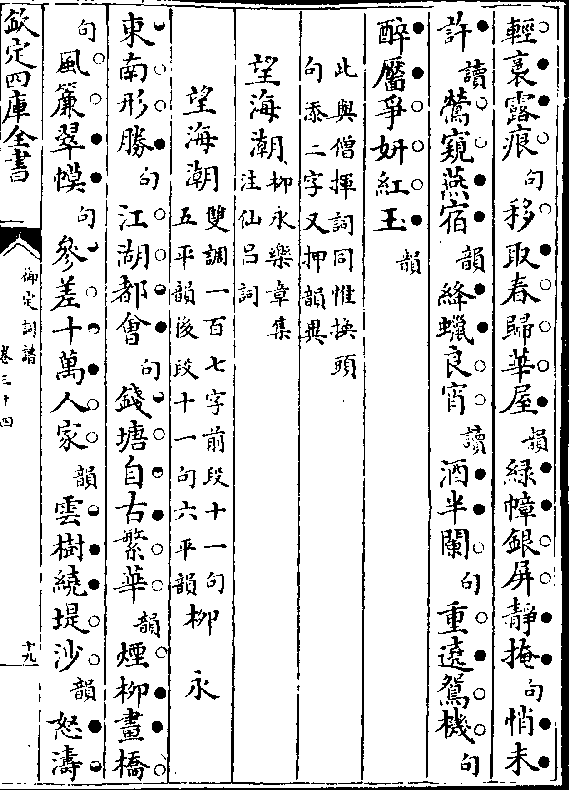 輕裛露痕句移取春歸華屋韻綠幛銀屏靜掩句悄未
許讀鶯窺燕宿韻絳蠟良宵讀酒半闌句重遶鴛機句
醉靨爭妍紅玉韻
此與僧揮詞同惟換頭
句添二字又押韻異
望海潮柳永樂章集
注仙呂詞
望海潮雙調一百七字前段十一句
五平韻後段十一句六平韻柳永
東南形勝句江湖都會句錢塘自古繁華韻煙柳畫橋
句風簾翠幙句參差十萬人家韻雲樹繞堤沙韻怒濤
欽定四庫全書
御定詞譜
卷三十四
十九